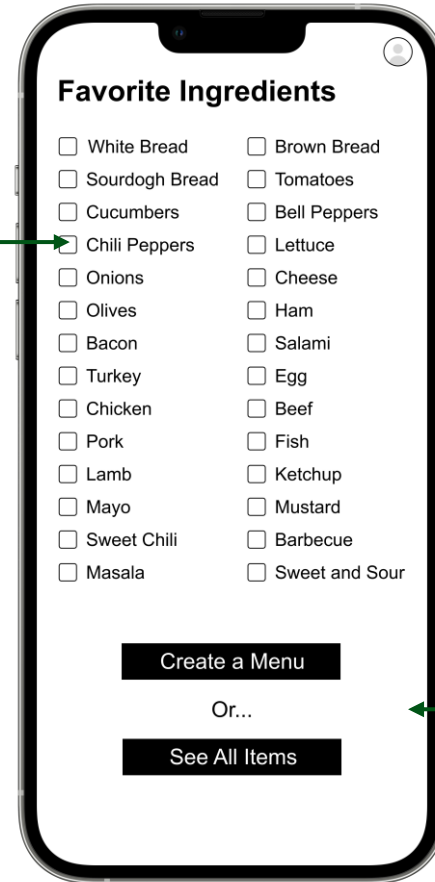 Favorite Ingredients
White Bread
Brown Bread
Sourdogh Bread
Tomatoes
Cucumbers
Bell Peppers
Chili Peppers
Lettuce
Onions
Cheese
Olives
Ham
Bacon
Salami
Turkey
Egg
Chicken
Beef
Pork
Fish
Lamb
Ketchup
Mayo
Mustard
Sweet Chili
Barbecue
Masala
Sweet and Sour
Create a Menu
Or...
See All Items